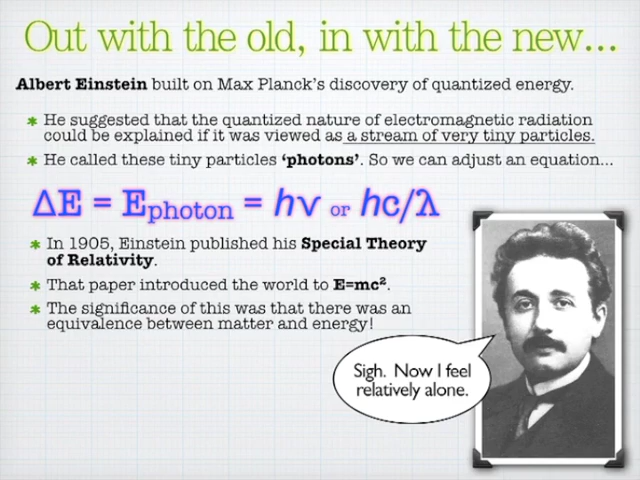 Out with the old, in with the new...
Albert Einstein built on Max Planck's discovery of quantized energy.
* He suggested that the quantized nature of electromagnetic radiation
could be explained if it was viewed as a stream of very tiny particles.
* He called these tiny particles ‘photons’. So we can adjust an equation...
ΔE = Ephoton = hν or hc/λ
* In 1905, Einstein published his Special Theory
of Relativity.
* That paper introduced the world to E=mc².
* The significance of this was that there was an
equivalence between matter and energy!
Sigh. Now I feel
relatively alone.